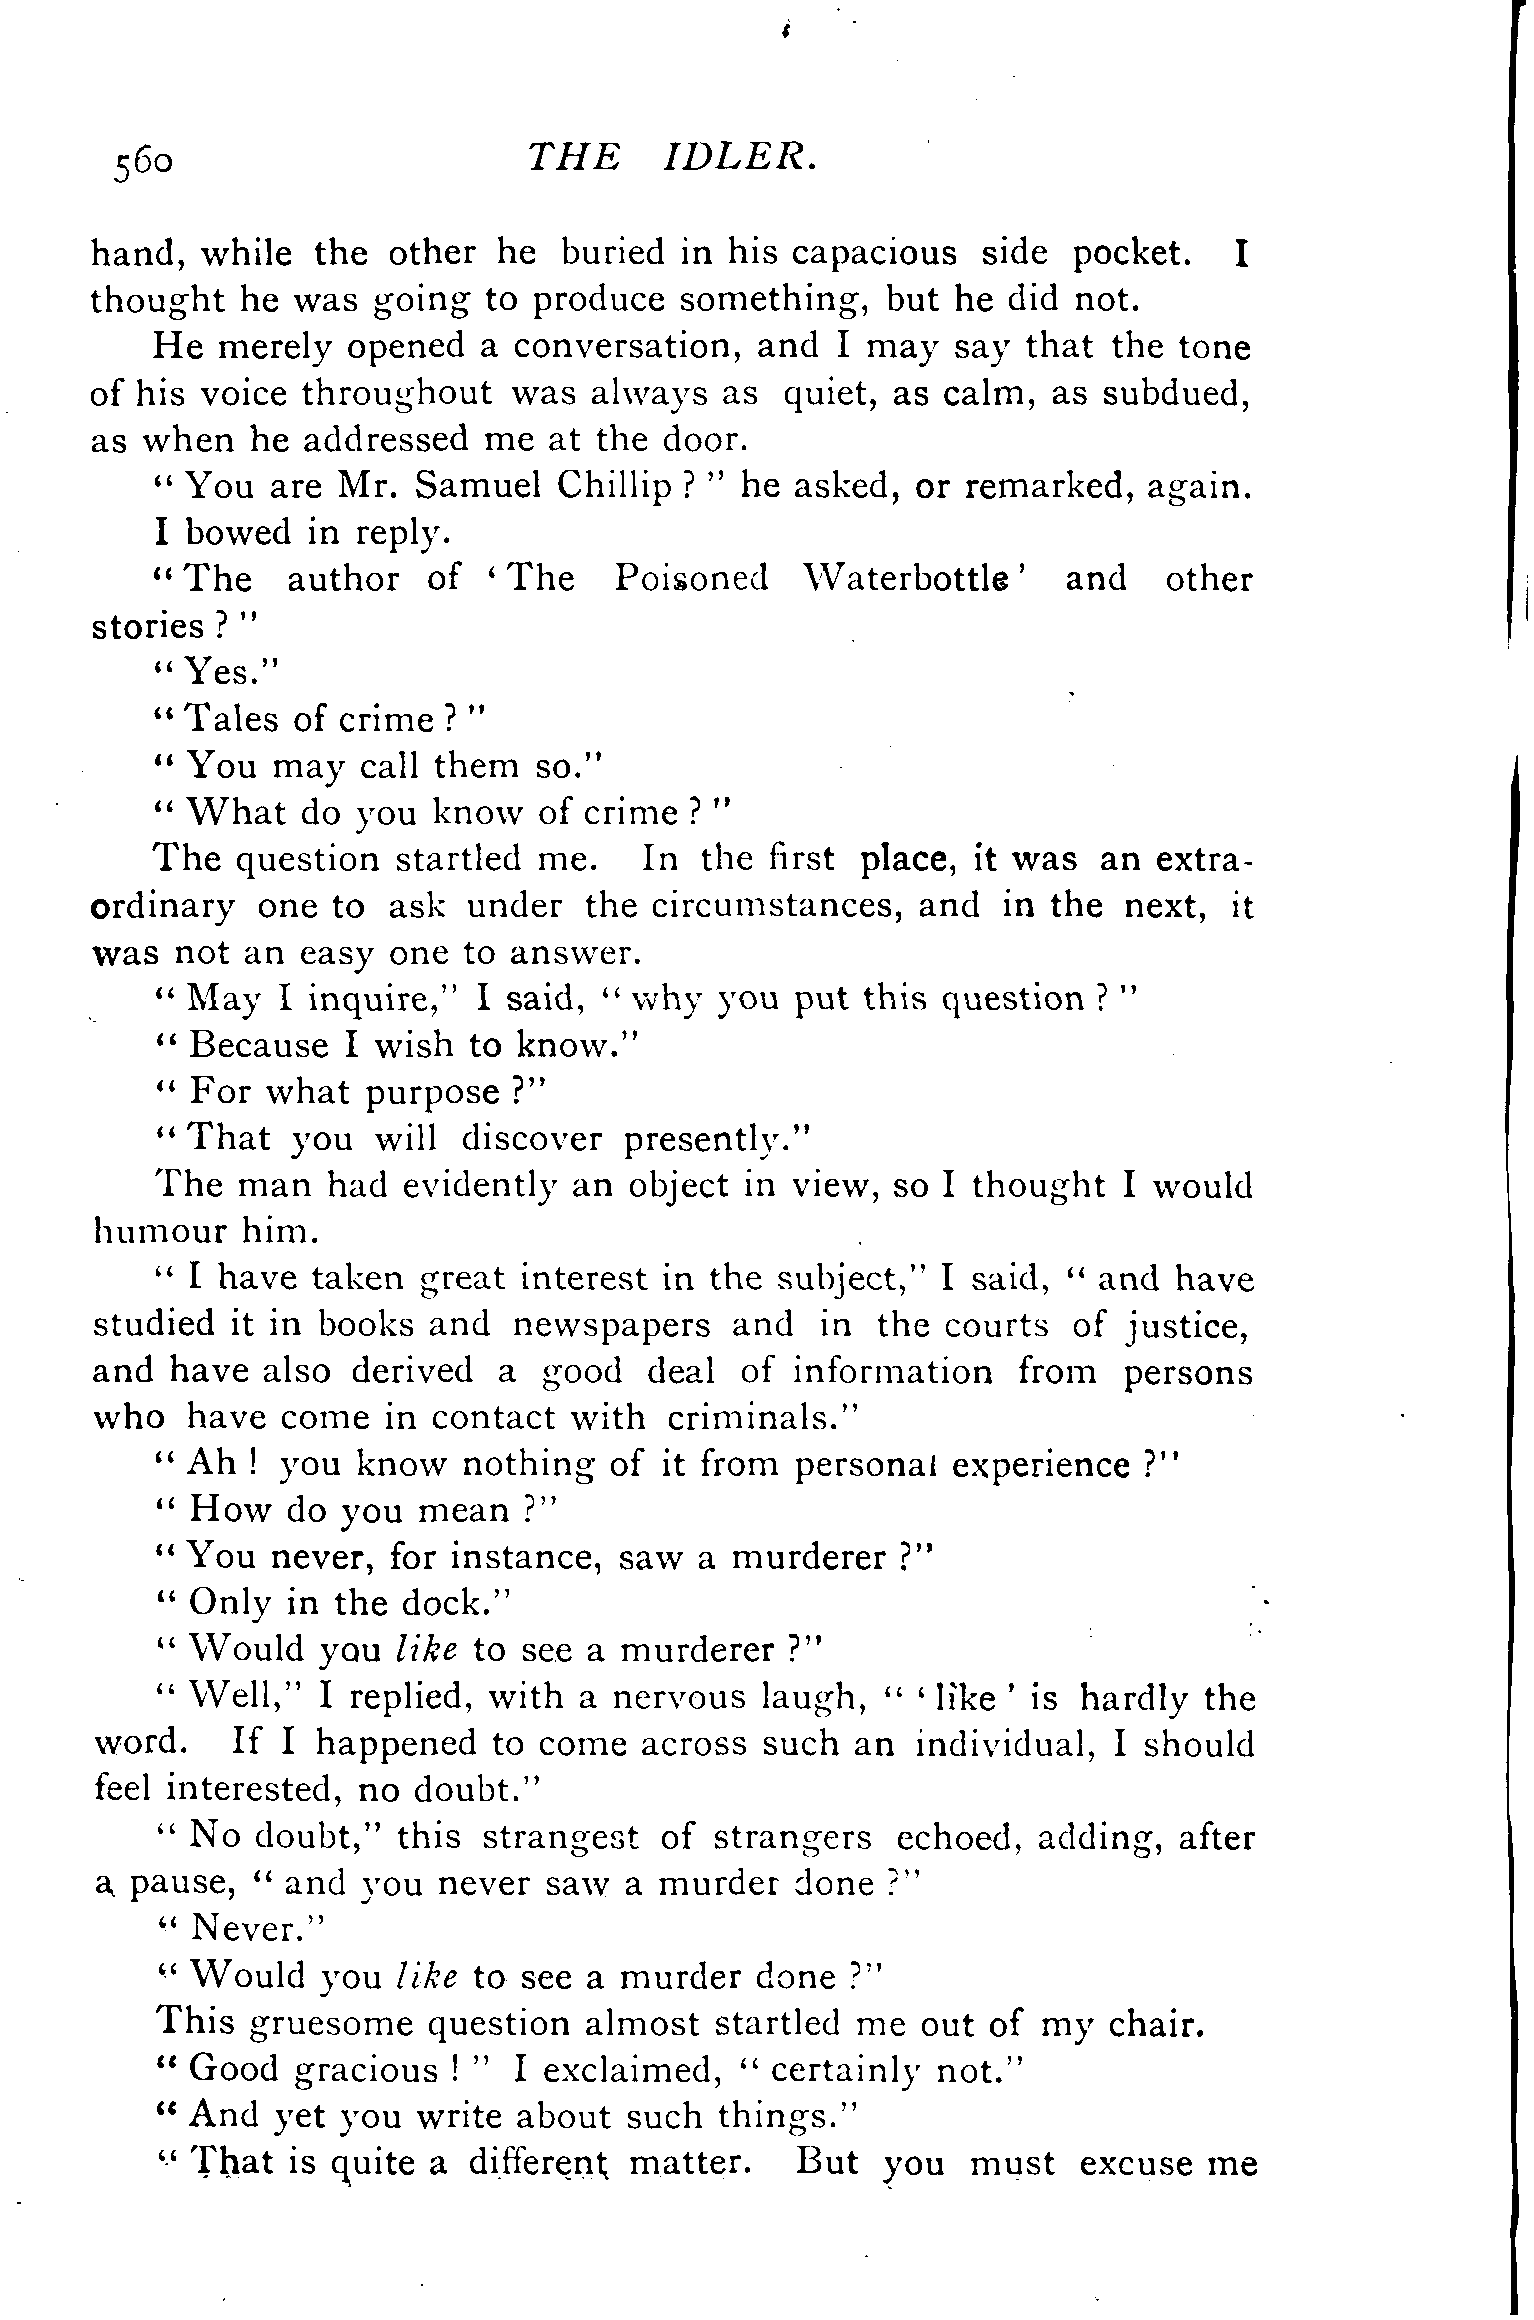 560 THE IDLER.
hand, while the other he buried in his capacious side pocket. I
thought he was going to produce something, but he did not.
He merely opened a conversation, and I may say that the tone
of his voice throughout was always as quiet, as calm, as subdued,
as when he addressed me at the door.
" You are Mr. Samuel Chillip ? " he asked, or remarked, again.
I bowed in reply.
" The author of ' The Poisoned Waterbottle ' and other
stories ? "
" Yes."
" Tales of crime ? "
" You may call them so."
" What do you know of crime ? "
The question startled me. In the first place, it was an extra-
ordinary one to ask under the circumstances, and in the next, it
was not an easy one to answer.
" May I inquire," I said, " why you put this question ? "
" Because I wish to know."
" For what purpose ?"
" That you will discover presently."
The man had evidently an object in view, so I thought I would
humour him.
" I have taken great interest in the subject," I said, " and have
studied it in books and newspapers and in the courts of justice,
and have also derived a good deal of information from persons
who have come in contact with criminals."
" Ah ! you know nothing of it from personal experience ?"
" How do you mean ?"
" You never, for instance, saw a murderer ?"
" Only in the dock."
" Would you like to see a murderer ?"
" Well," I replied, with a nervous laugh, " ' like ' is hardly the
word. If I happened to come across such an individual, I should
feel interested, no doubt."
" No doubt," this strangest of strangers echoed, adding, after
a pause, " and you never saw a murder done ?"
" Never."
" Would you like to see a murder done ?"
This gruesome question almost startled me out of my chair.
" Good gracious ! " I exclaimed, " certainly not."
" And yet you write about such things."
" That is quite a different matter. But you must excuse me